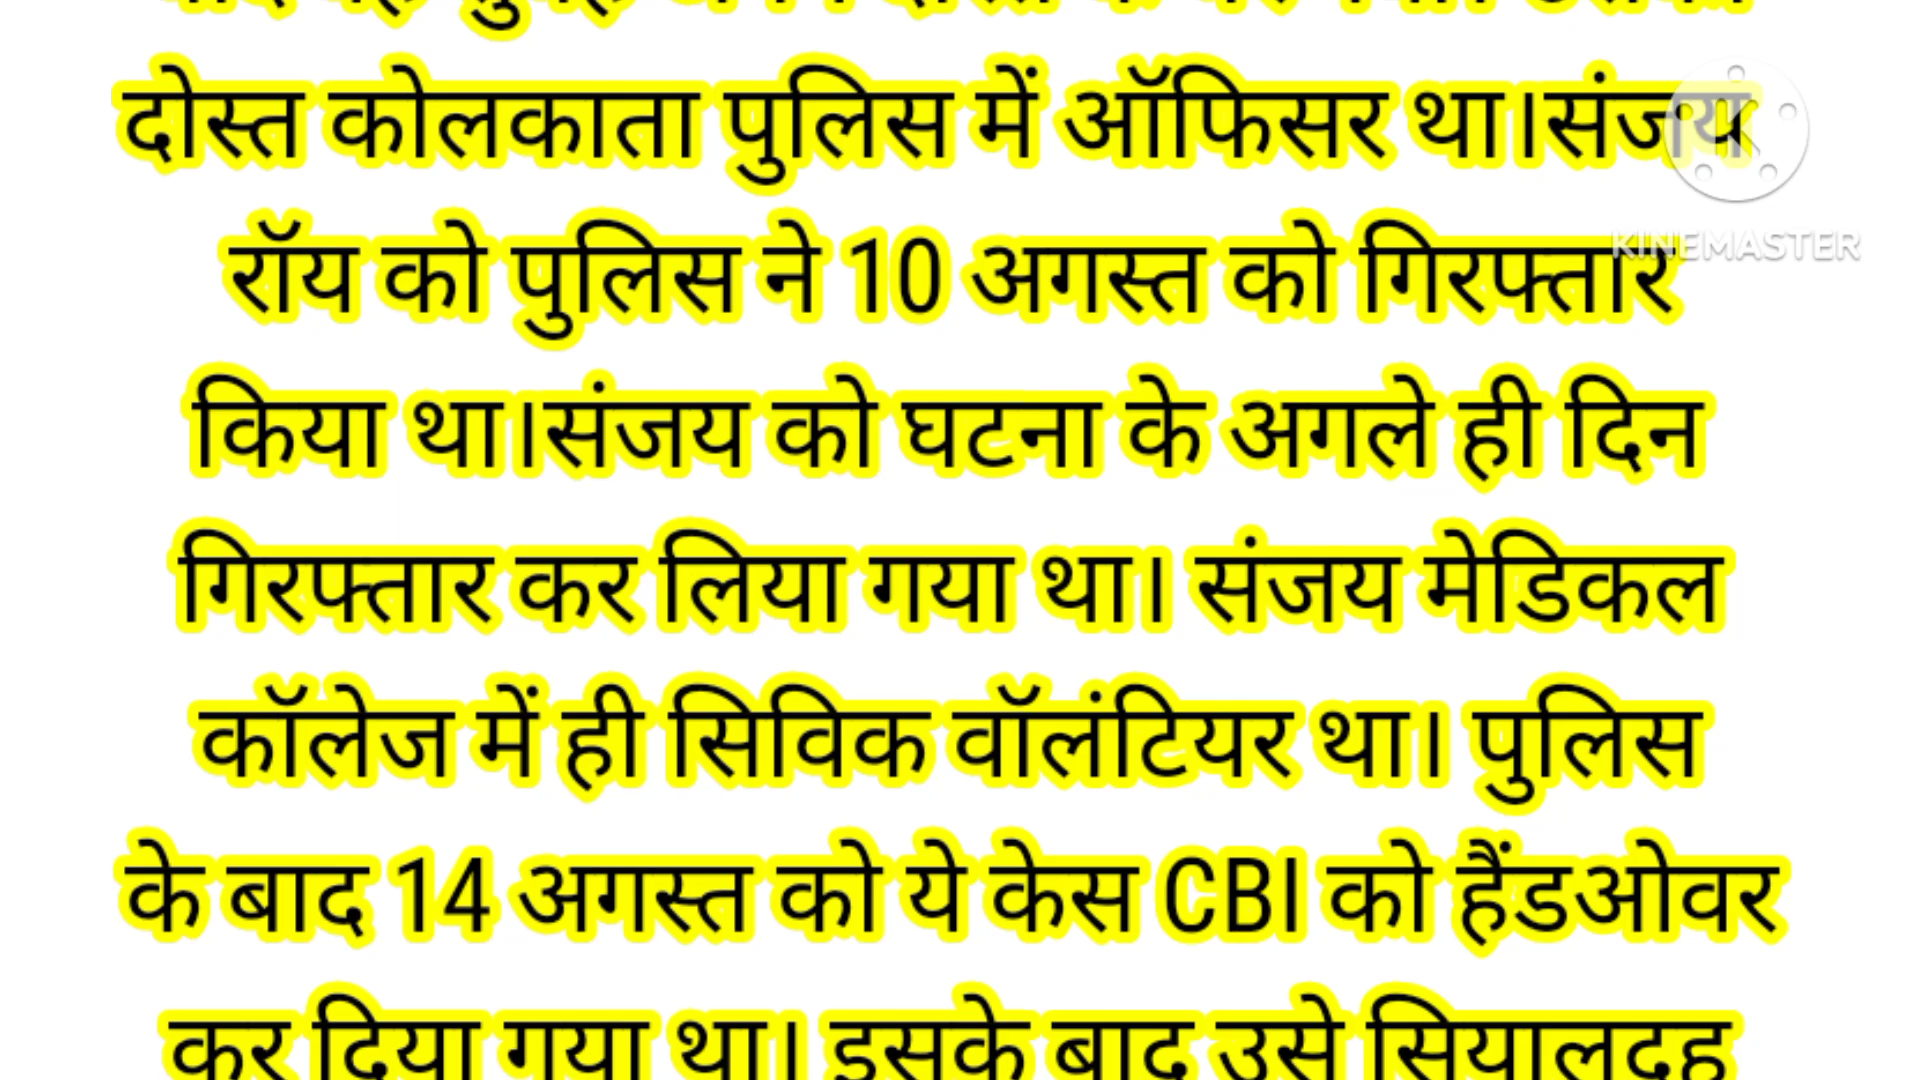 दोस्त कोलकाता पुलिस में ऑफिसर था।संजय
रॉय को पुलिस ने 10 अगस्त को गिरफ्तार
KINEMASTER
किया था।संजय को घटना के अगले ही दिन
गिरफ्तार कर लिया गया था। संजय मेडिकल
कॉलेज में ही सिविक वॉलंटियर था। पुलिस
के बाद 14 अगस्त को ये केस CBI को हैंडओवर
कर दिया गया था। इसके बाद उसे सियालदह